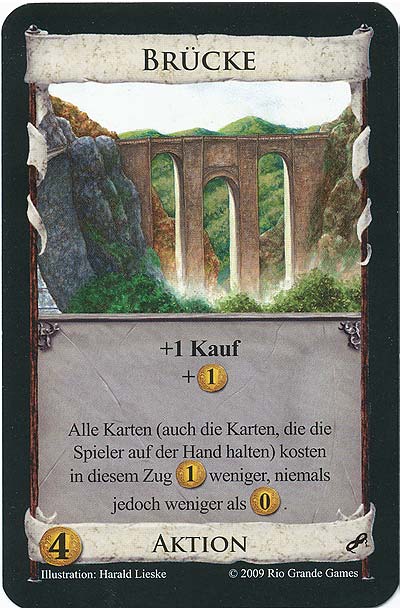 BRÜCKE
+1 Kauf
+ 1
Alle Karten (auch die Karten, die die
Spieler auf der Hand halten) kosten
in diesem Zug 1 weniger, niemals
jedoch weniger als 0 .
4 AKTION
Illustration: Harald Lieske © 2009 Rio Grande Games